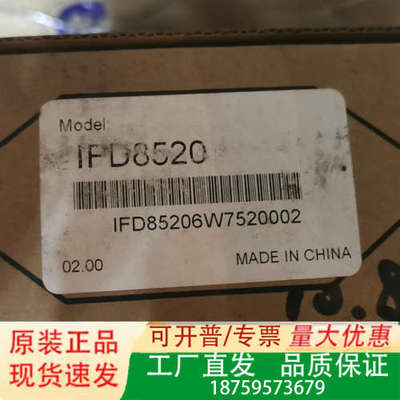 Model:
IFD8520
IFD85206W7520002
02.00
MADE IN CHINA
原装正品
现货速发
可开普/专票
量大优惠
工厂直发
品质保证
18759573679